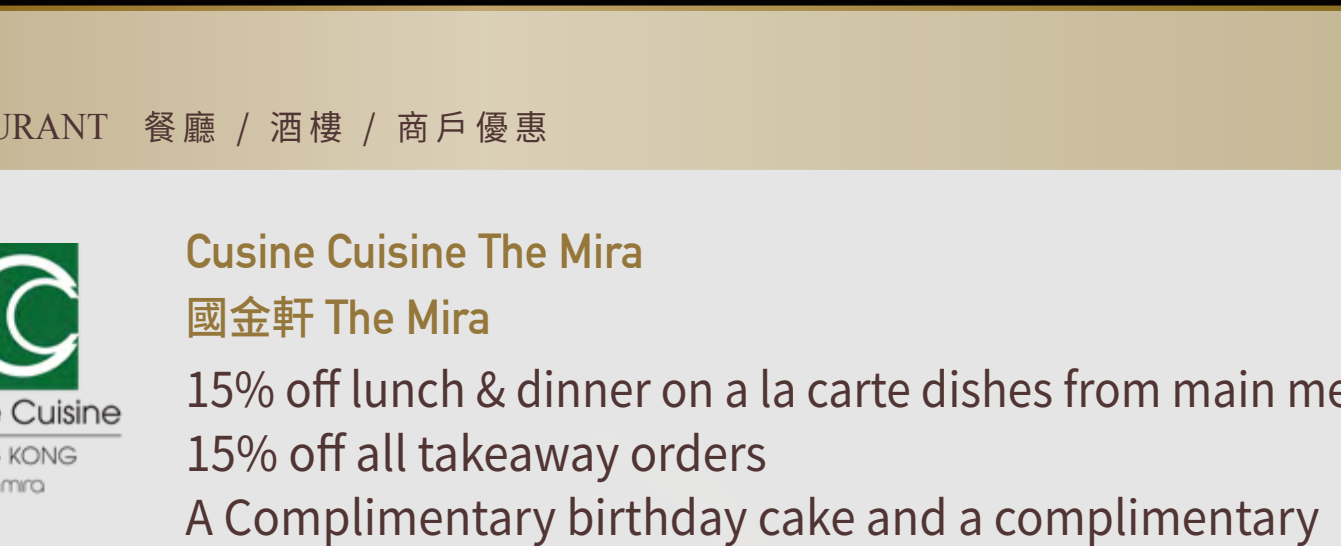 餐廳 / 酒樓 / 商戶優惠
Cusine Cuisine The Mira
國金軒 The Mira
15% off lunch & dinner on a la carte dishes from main
15% off all takeaway orders
A Complimentary birthday cake and a complimentary
Cuisine
KONG
mira